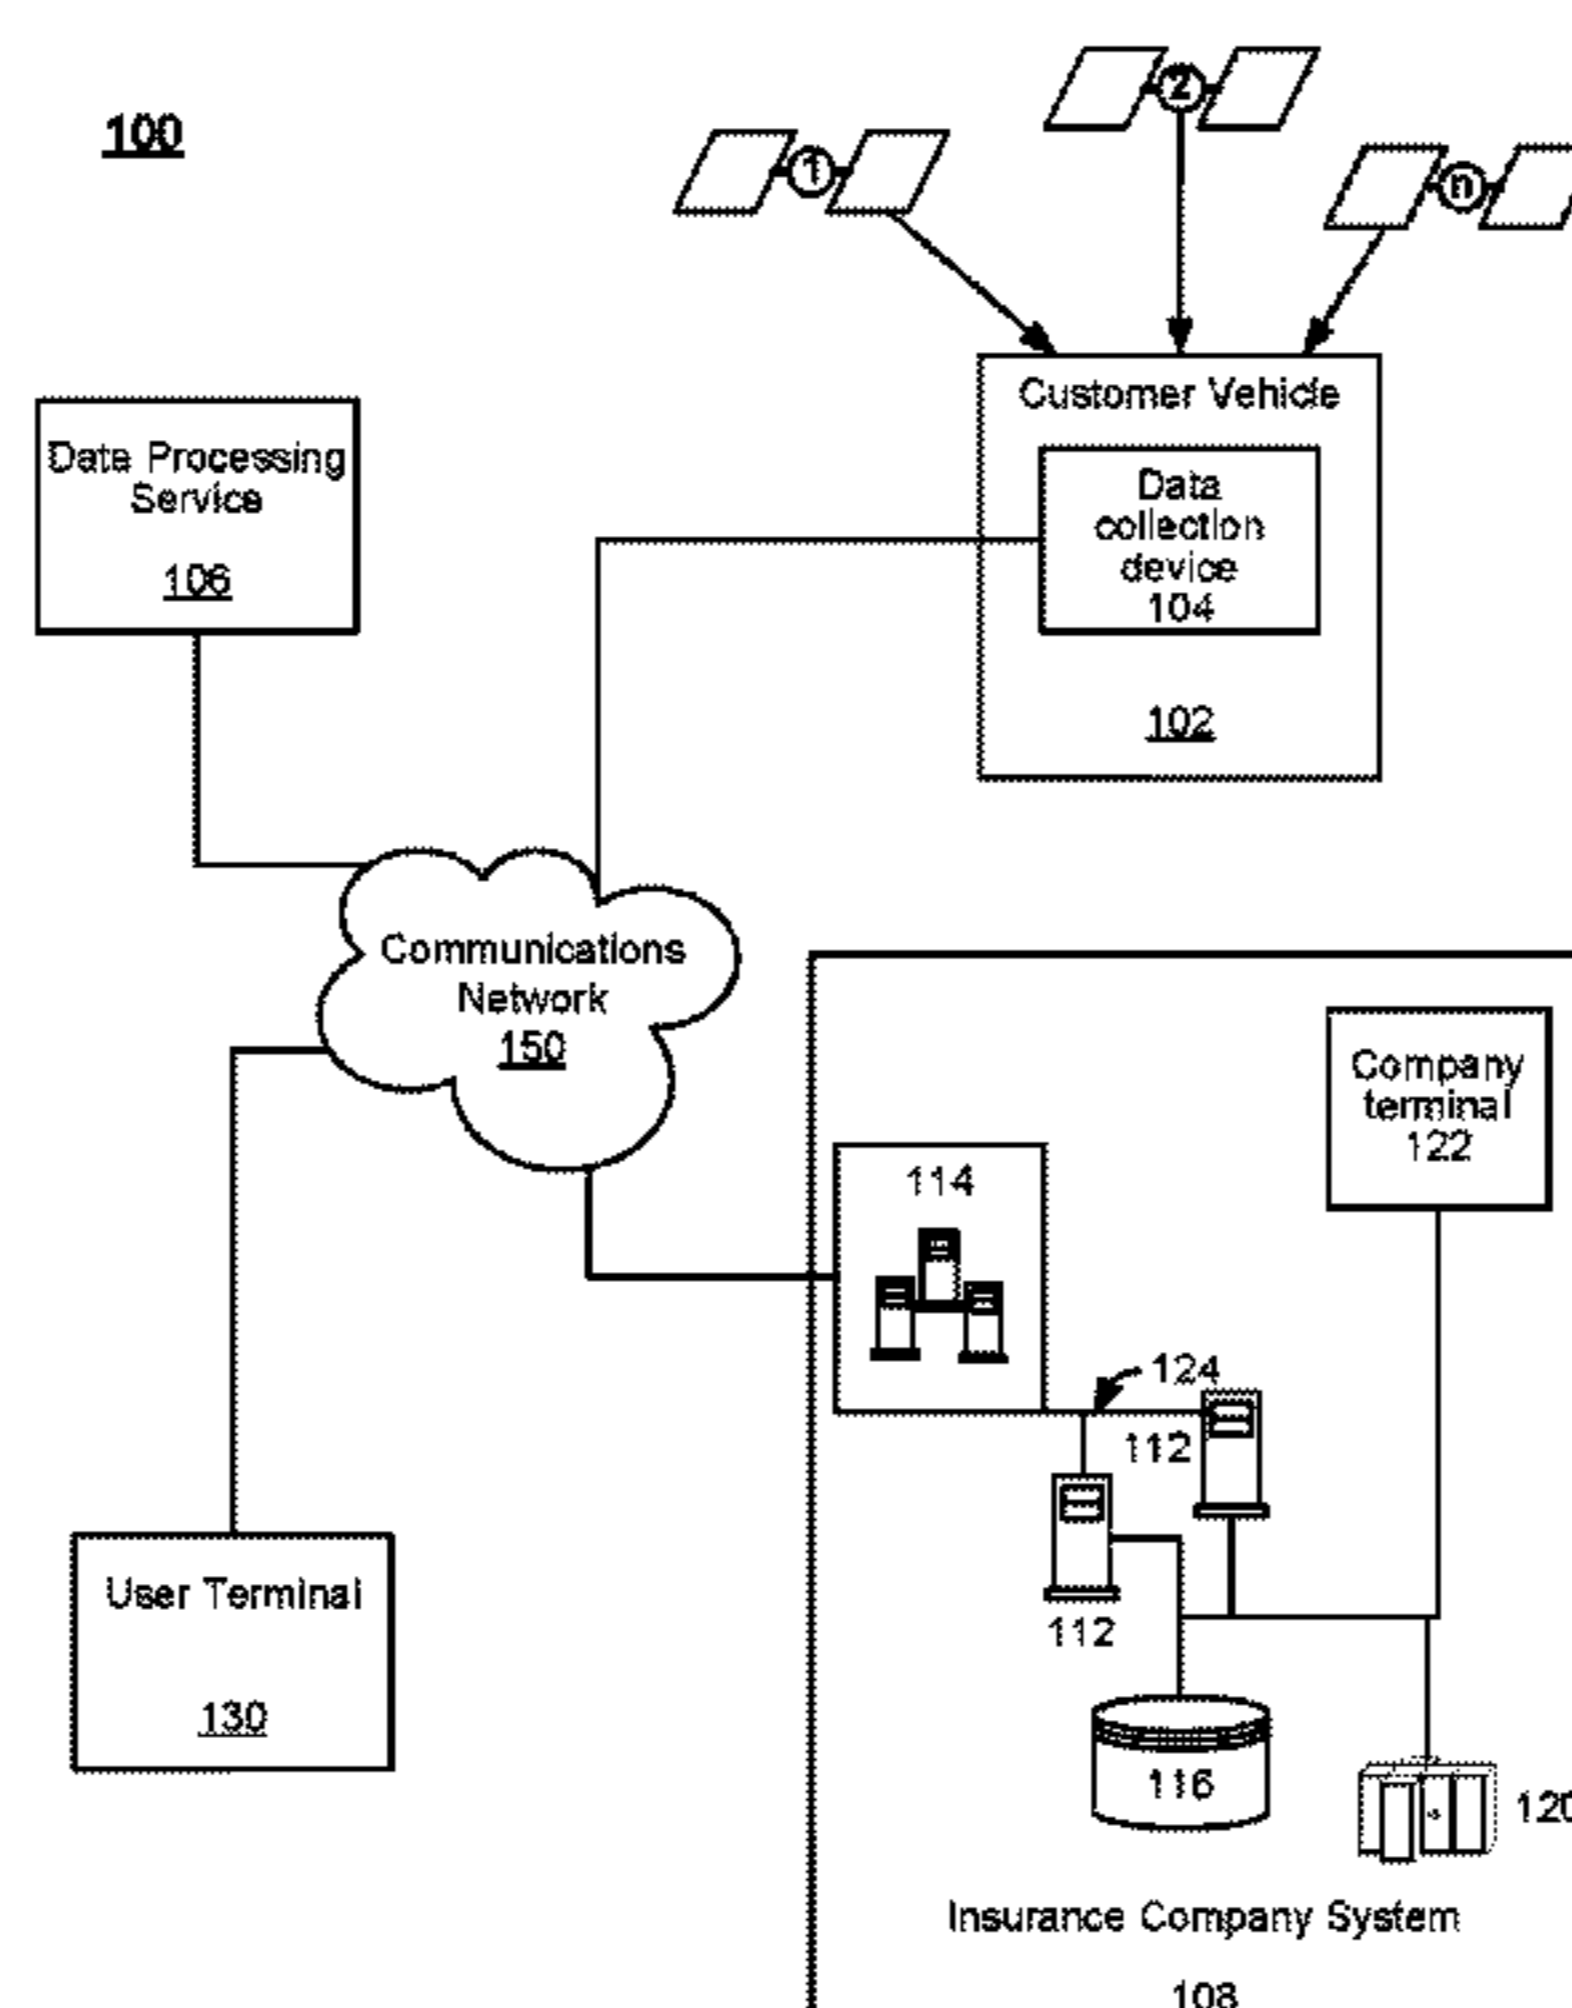 100
1
2
n
Customer Vehicle
Data
collection
device
104
102
Date Processing
Service
106
Communications
Network
150
Company
terminal
122
114
124
112
112
User Terminal
130
116
120
Insurance Company System
108